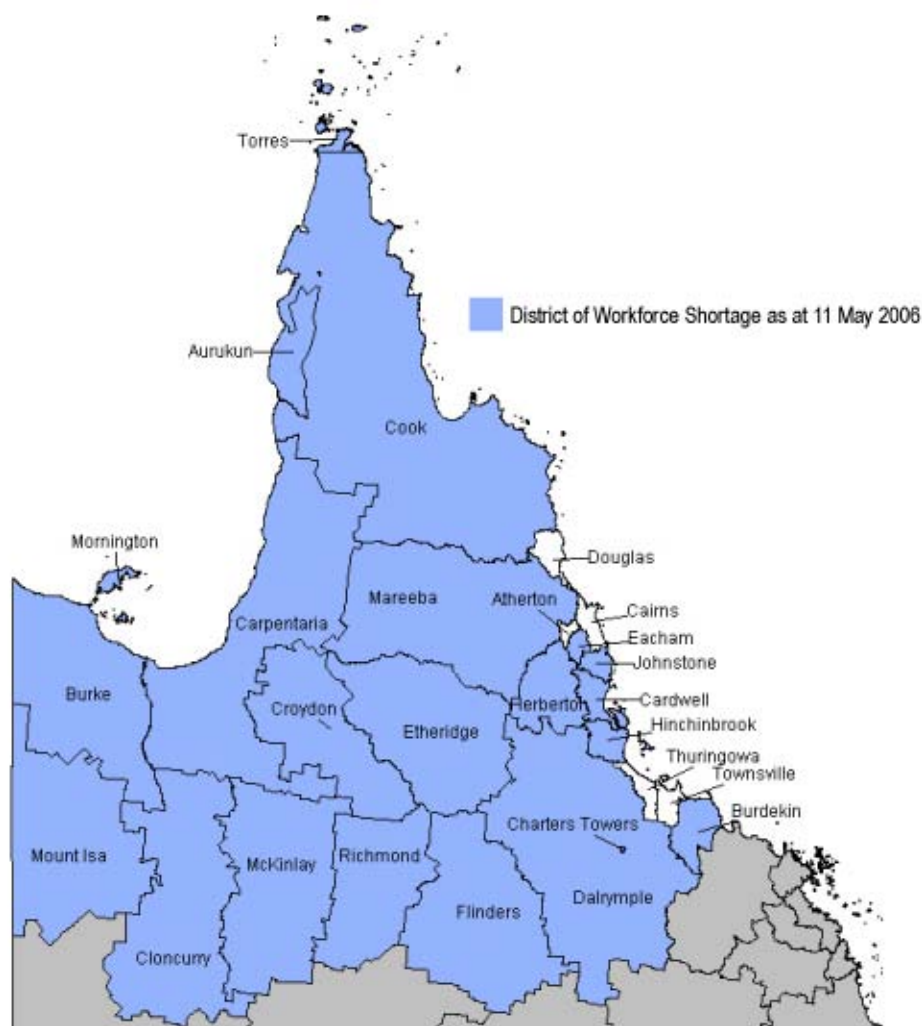 Torres
District of Workforce Shortage as at 11 May 2006
Aurukun
Cook
Mornington
Douglas
Mareeba
Atherton
Cairns
Carpentaria
Eacham
Johnstone
Burke
Croydon
Herberton
Cardwell
Etheridge
Hinchinbrook
Thuringowa
Townsville
Burdekin
Charters Towers
Mount Isa
McKinlay
Richmond
Dalrymple
Flinders
Cloncurry